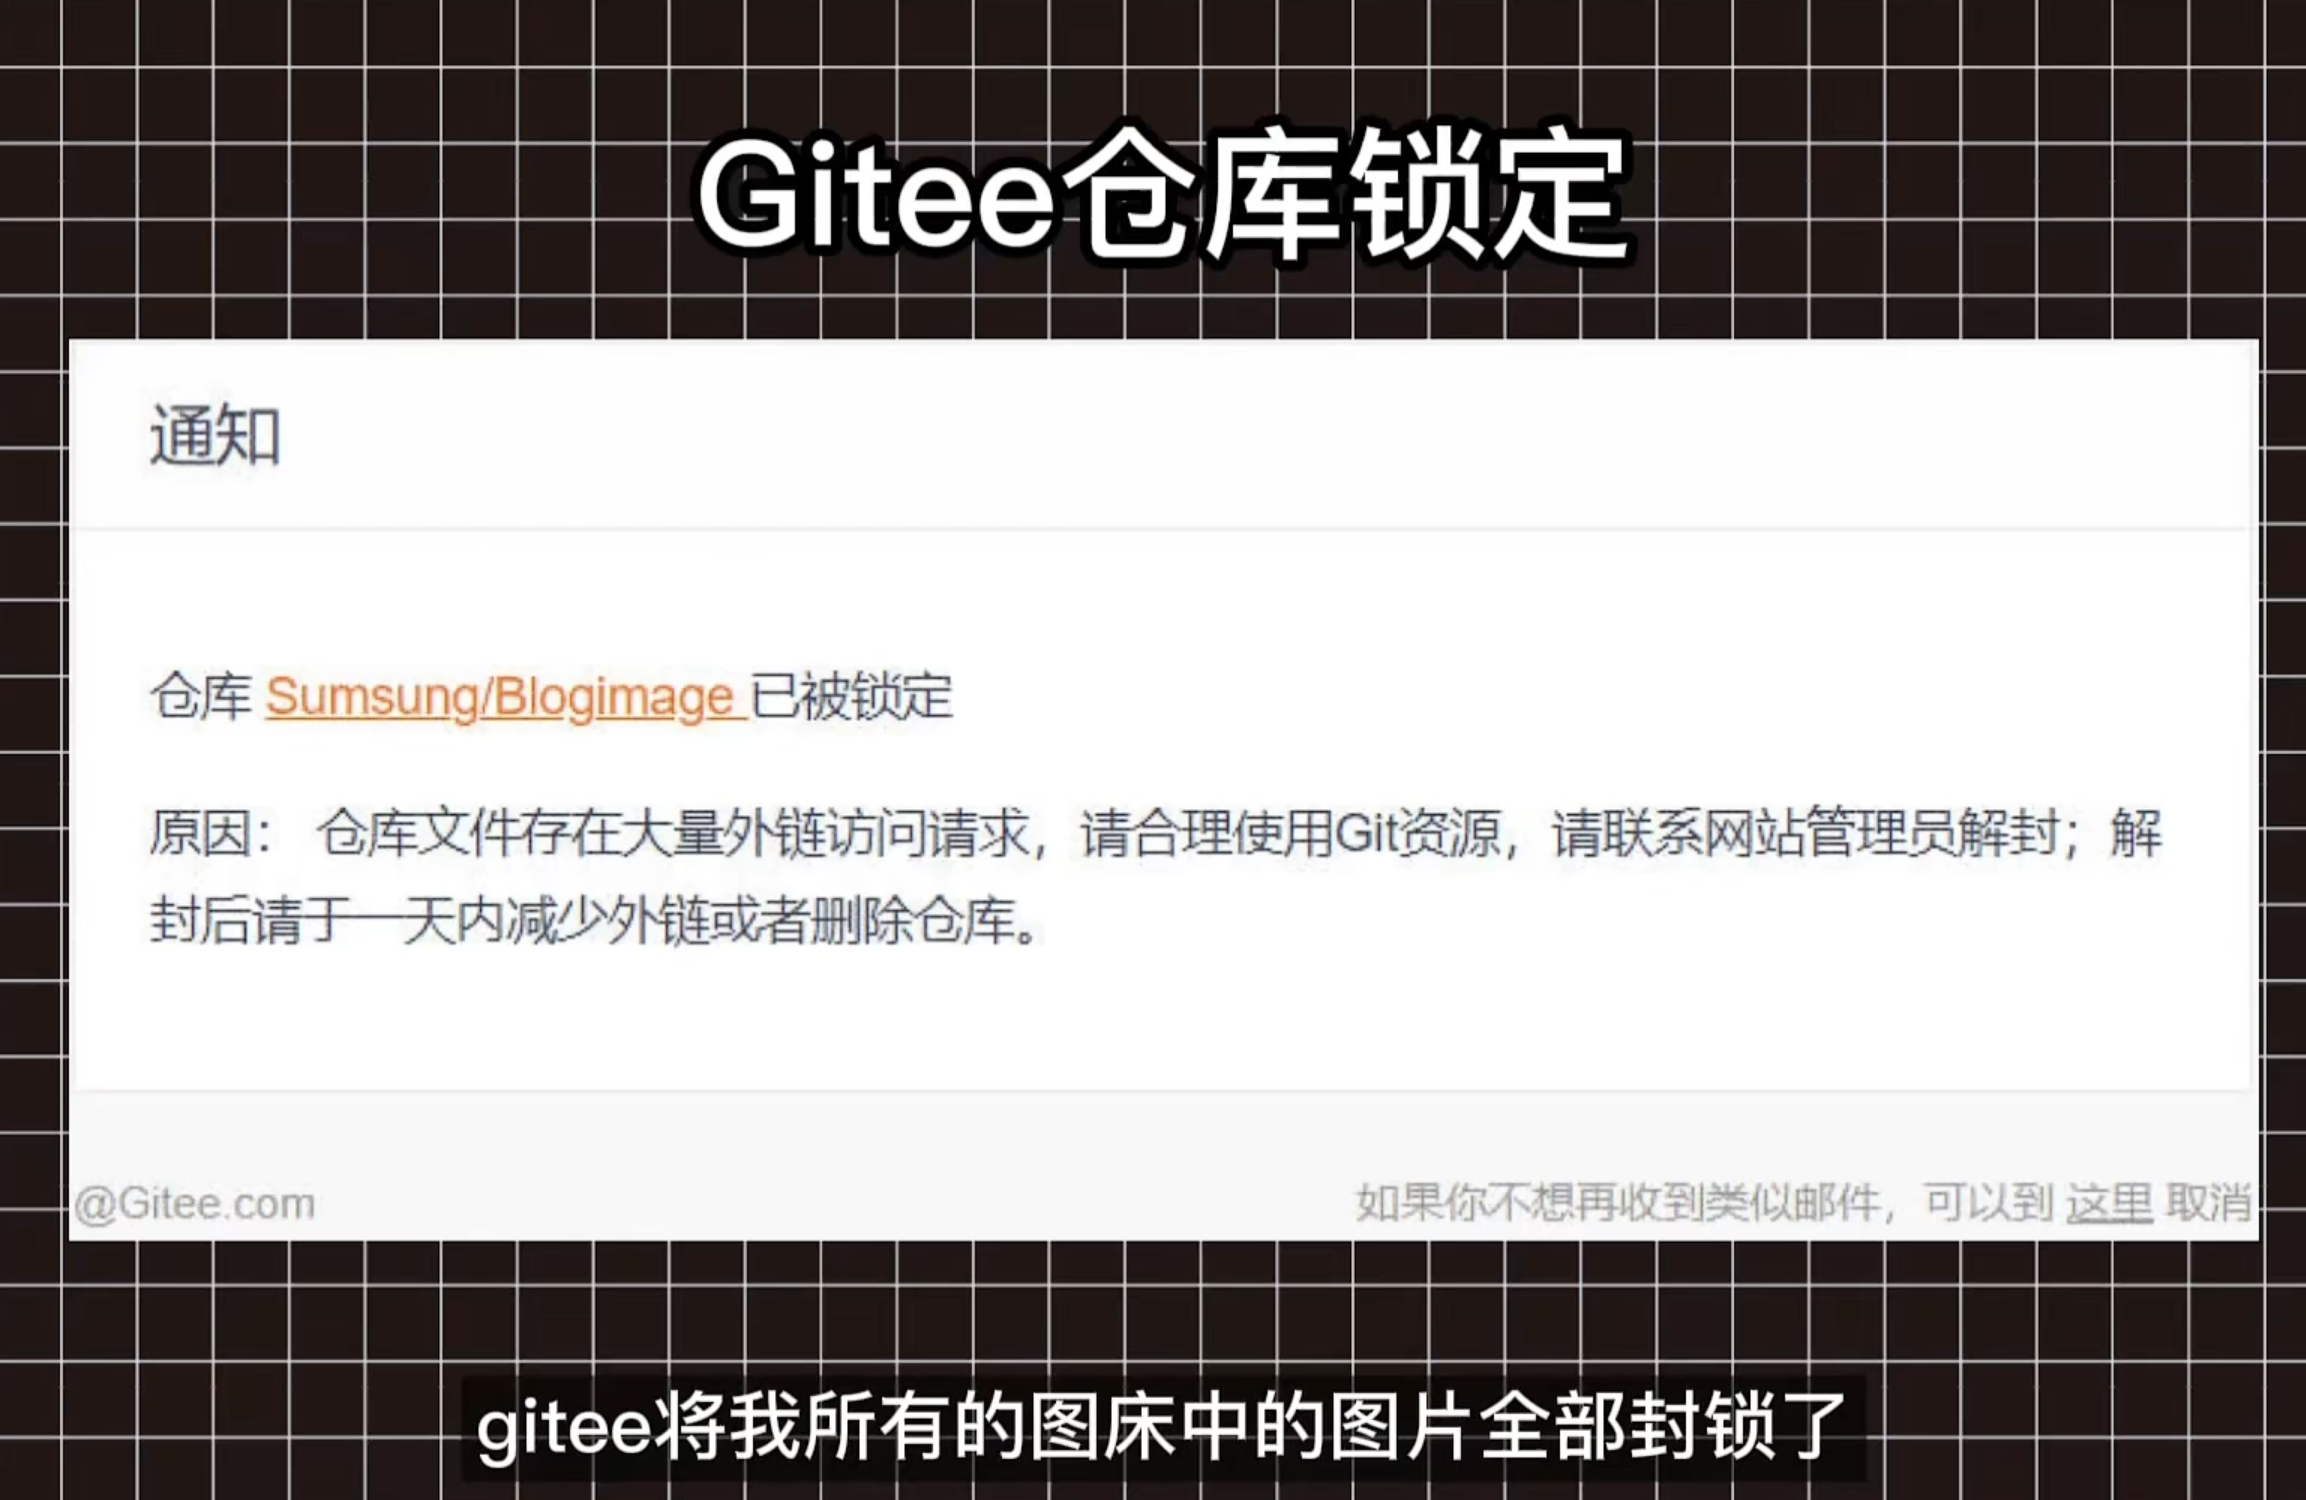 Gitee仓库锁定
通知
仓库 Sumsung/Blogimage 已被锁定
原因： 仓库文件存在大量外链访问请求，请合理使用Git资源，请联系网站管理员解封；解
封后请于一天内减少外链或者删除仓库。
@Gitee.com
如果你不想再收到类似邮件，可以到 这里 取消
gitee将我所有的图床中的图片全部封锁了